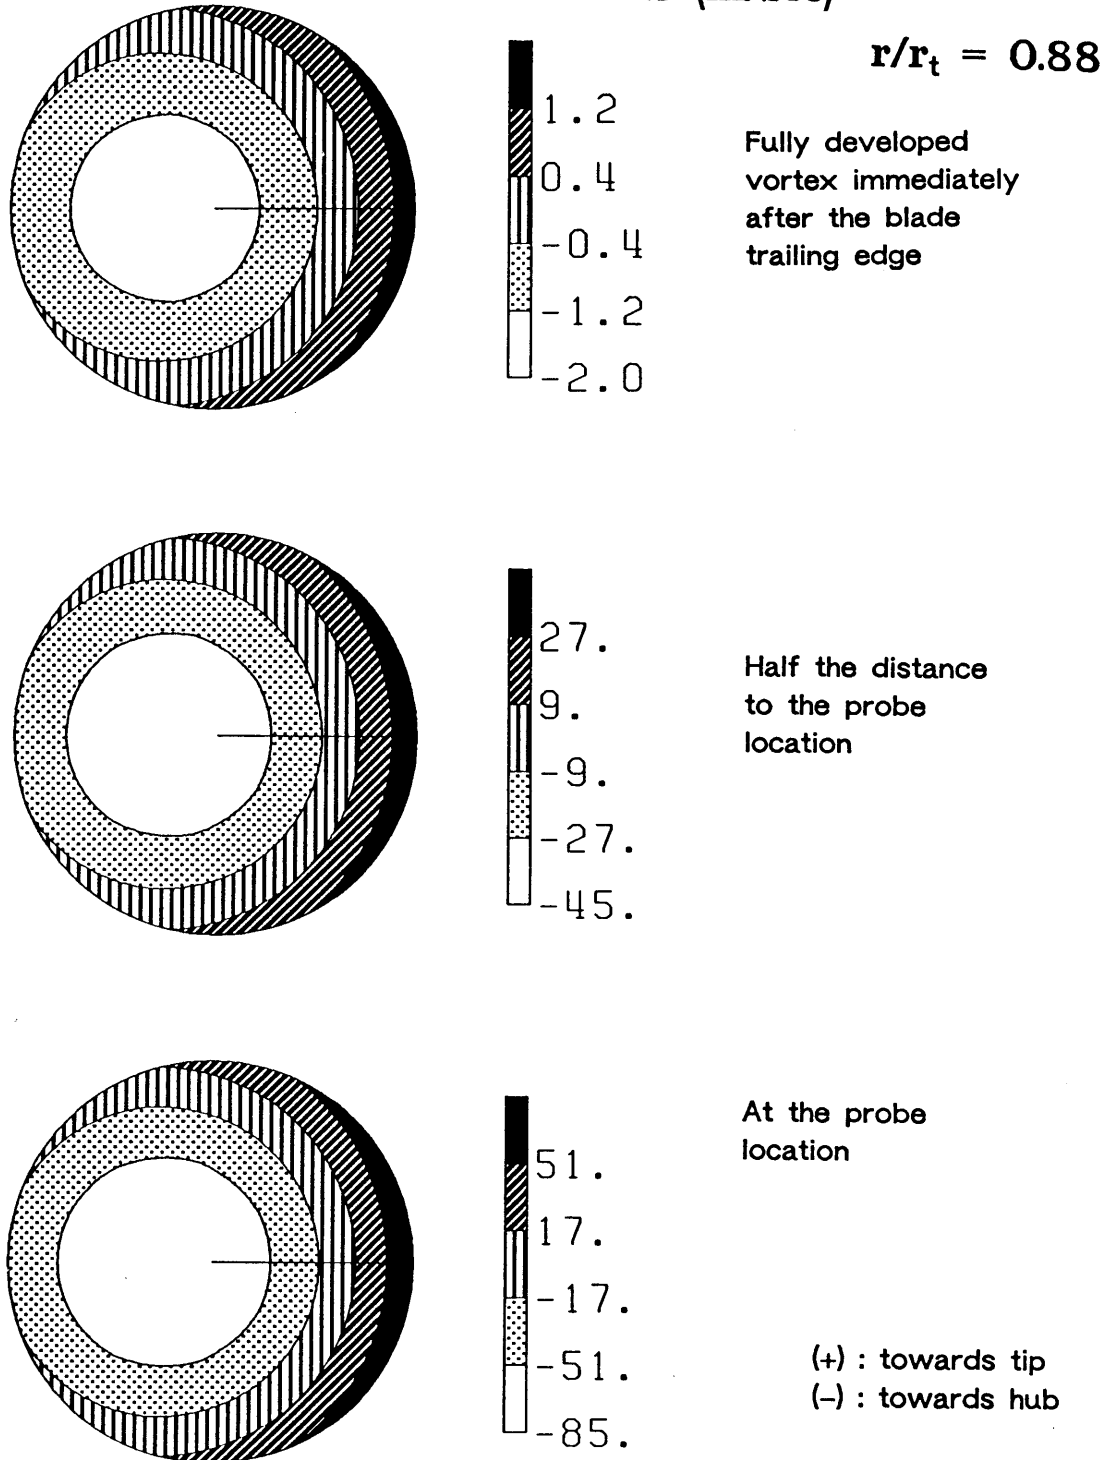 r/rt = 0.88
1.2
0.4
-0.4
-1.2
-2.0
Fully developed
vortex immediately
after the blade
trailing edge
27.
9.
-9.
-27.
-45.
Half the distance
to the probe
location
51.
17.
-17.
-51.
-85.
At the probe
location
(+) : towards tip
(-) : towards hub